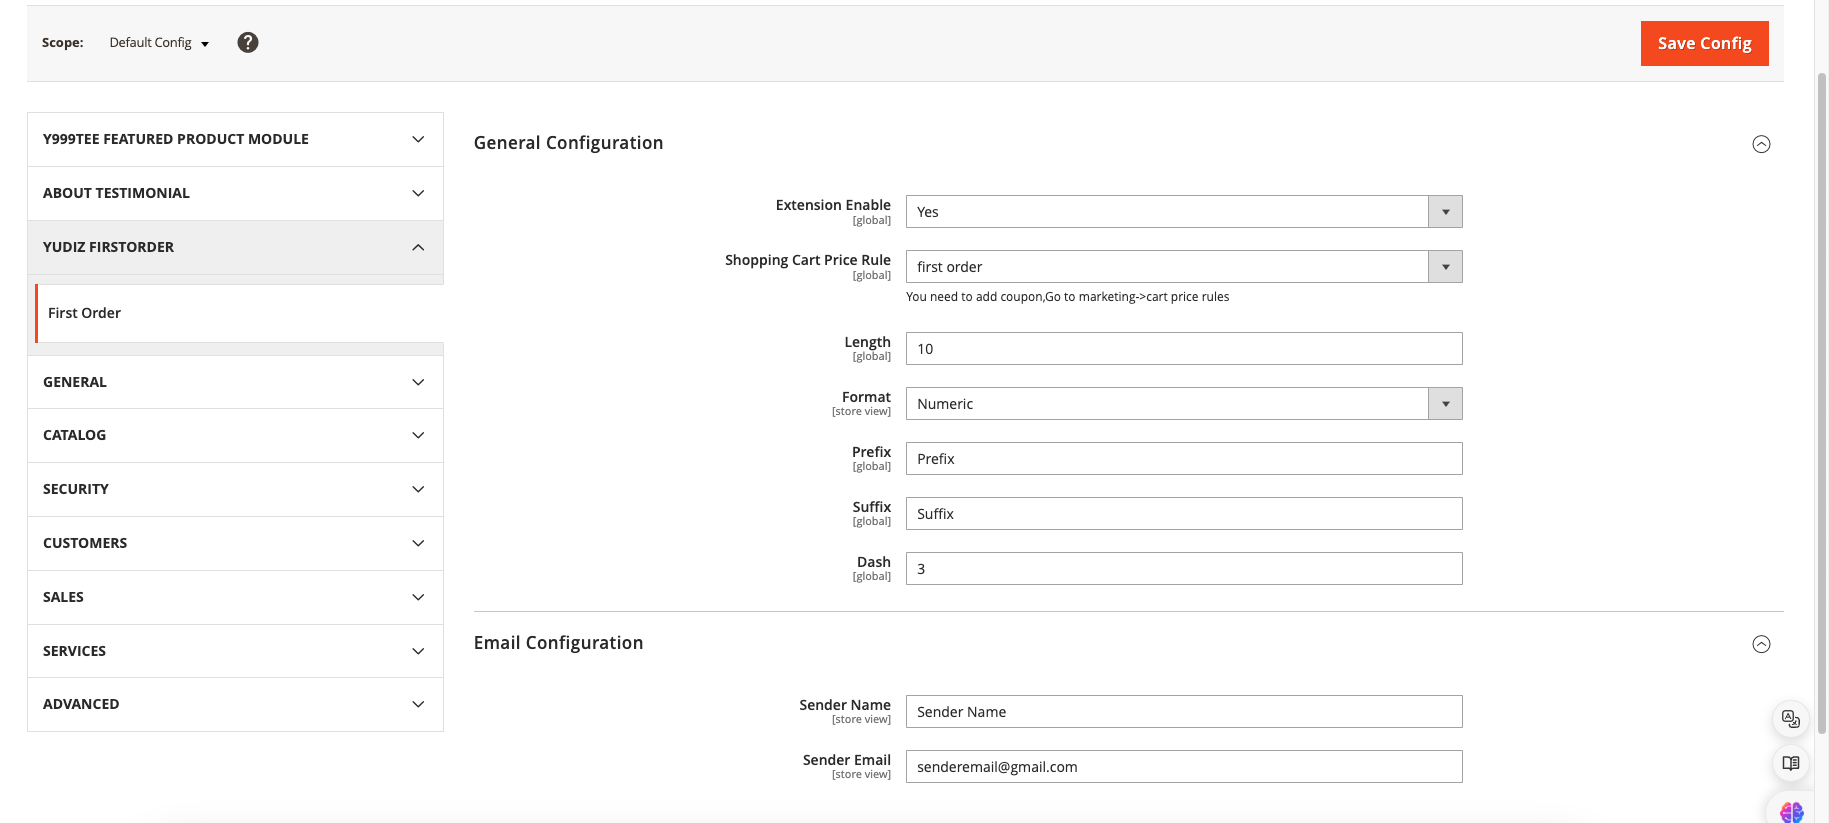 Scope: Default Config ?
Save Config
Y999TEE FEATURED PRODUCT MODULE
ABOUT TESTIMONIAL
YUDIZ FIRSTORDER
First Order
GENERAL
CATALOG
SECURITY
CUSTOMERS
SALES
SERVICES
ADVANCED
General Configuration
Extension Enable
[global]
Yes
Shopping Cart Price Rule
[global]
first order
You need to add coupon,Go to marketing->cart price rules
Length
[global]
10
Format
[store view]
Numeric
Prefix
[global]
Prefix
Suffix
[global]
Suffix
Dash
[global]
3
Email Configuration
Sender Name
[store view]
Sender Name
Sender Email
[store view]
senderemail@gmail.com